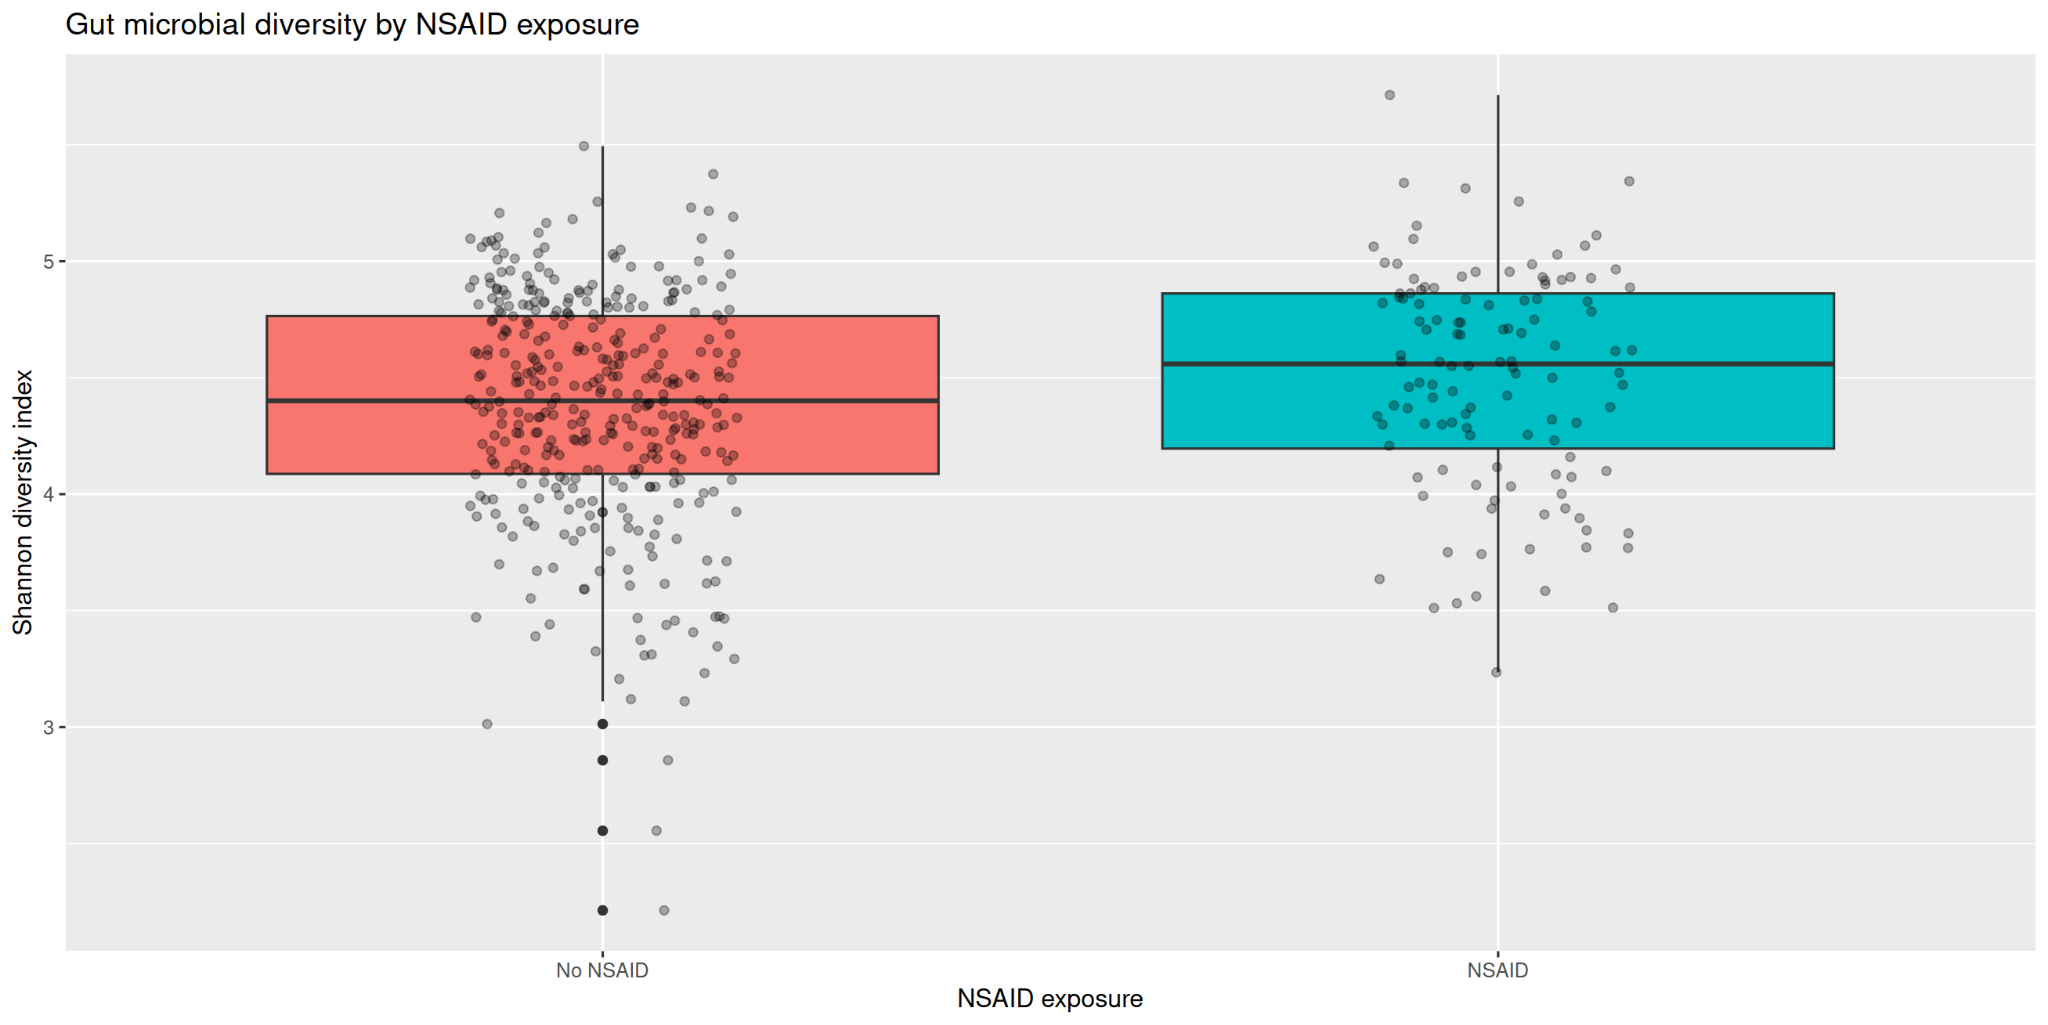 Gut microbial diversity by NSAID exposure
Shannon diversity index
5
4
3
No NSAID
NSAID
NSAID exposure